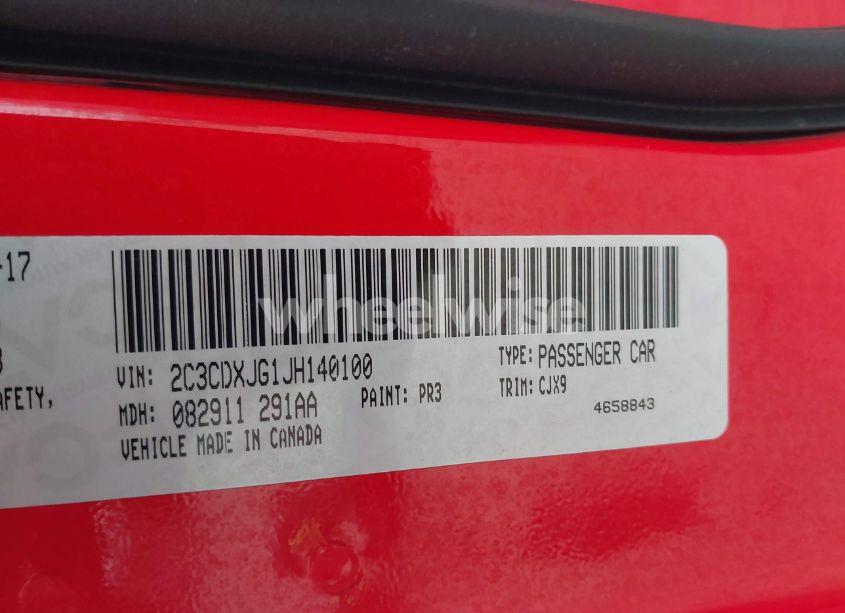 -17
wheelwise
VIN: 2C3CDXJG1JH140100
TYPE: PASSENGER CAR
AFETY,
MDH: 082911 291AA
PAINT: PR3
TRIM: CJX9
VEHICLE MADE IN CANADA
4658843